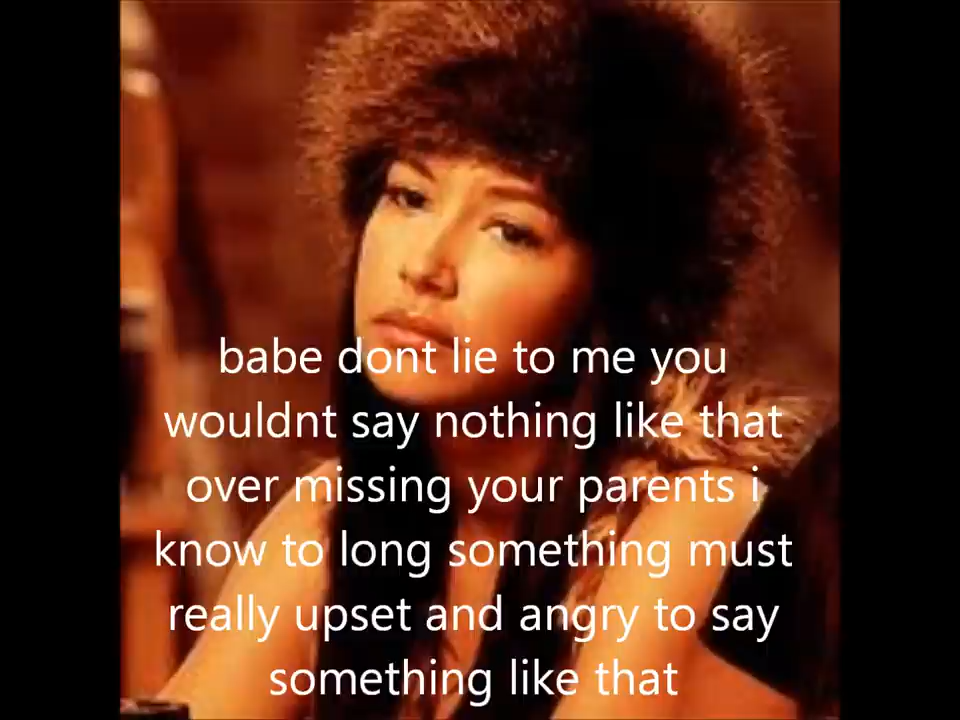 babe dont lie to me you
wouldnt say nothing like that
over missing your parents i
know to long something must
really upset and angry to say
something like that